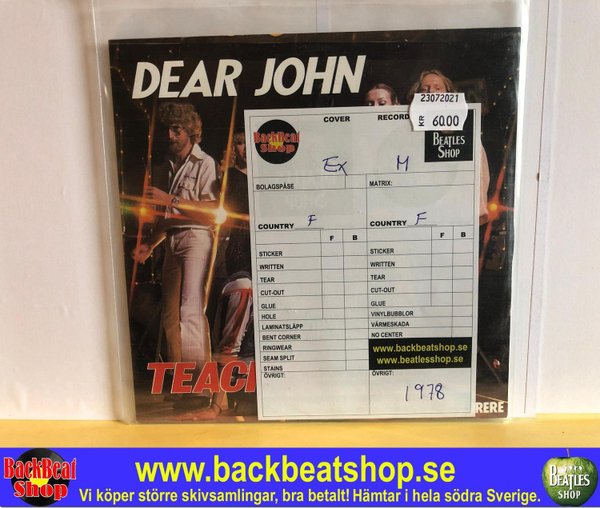 DEAR JOHN
23072021
KR 60.00
BackBeat
Shop
COVER
RECORD
BEATLES
SHOP
Ex
M
BOLAGSPÅSE
MATRIX:
COUNTRY F
COUNTRY F
F B
F B
STICKER
STICKER
WRITTEN
WRITTEN
TEAR
TEAR
CUT-OUT
CUT-OUT
GLUE
GLUE
HOLE
VINYLBUBBLOR
LAMINATSLÄPP
VÄRMESKADA
BENT CORNER
NO CENTER
RINGWEAR
www.backbeatshop.se
SEAM SPLIT
www.beatlesshop.se
STAINS
ÖVRIGT:
ÖVRIGT:
1978
TEACH
RERE
BackBeat
Shop
www.backbeatshop.se
Vi köper större skivsamlingar, bra betalt! Hämtar i hela södra Sverige.
BEATLES
SHOP